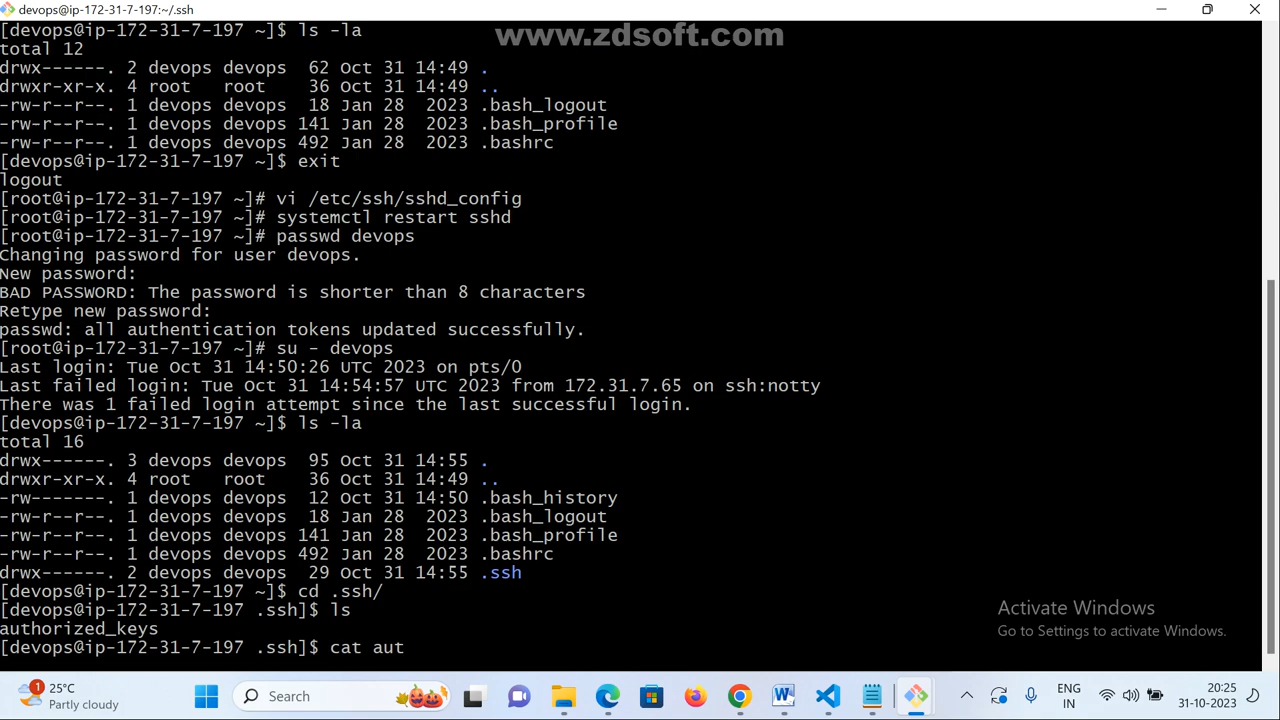 devops@ip-172-31-7-197:~/.ssh
[devops@ip-172-31-7-197 ~]$ ls -la
www.zdsoft.com
total 12
drwx------. 2 devops devops  62 Oct 31 14:49 .
drwxr-xr-x. 4 root   root    36 Oct 31 14:49 ..
-rw-r--r--. 1 devops devops  18 Jan 28  2023 .bash_logout
-rw-r--r--. 1 devops devops 141 Jan 28  2023 .bash_profile
-rw-r--r--. 1 devops devops 492 Jan 28  2023 .bashrc
[devops@ip-172-31-7-197 ~]$ exit
logout
[root@ip-172-31-7-197 ~]# vi /etc/ssh/sshd_config
[root@ip-172-31-7-197 ~]# systemctl restart sshd
[root@ip-172-31-7-197 ~]# passwd devops
Changing password for user devops.
New password:
BAD PASSWORD: The password is shorter than 8 characters
Retype new password:
passwd: all authentication tokens updated successfully.
[root@ip-172-31-7-197 ~]# su - devops
Last login: Tue Oct 31 14:50:26 UTC 2023 on pts/0
Last failed login: Tue Oct 31 14:54:57 UTC 2023 from 172.31.7.65 on ssh:notty
There was 1 failed login attempt since the last successful login.
[devops@ip-172-31-7-197 ~]$ ls -la
total 16
drwx------. 3 devops devops  95 Oct 31 14:55 .
drwxr-xr-x. 4 root   root    36 Oct 31 14:49 ..
-rw-------. 1 devops devops  12 Oct 31 14:50 .bash_history
-rw-r--r--. 1 devops devops  18 Jan 28  2023 .bash_logout
-rw-r--r--. 1 devops devops 141 Jan 28  2023 .bash_profile
-rw-r--r--. 1 devops devops 492 Jan 28  2023 .bashrc
drwx------. 2 devops devops  29 Oct 31 14:55 .ssh
[devops@ip-172-31-7-197 ~]$ cd .ssh/
[devops@ip-172-31-7-197 .ssh]$ ls
authorized_keys
[devops@ip-172-31-7-197 .ssh]$ cat aut
Activate Windows
Go to Settings to activate Windows.
1
25°C
Partly cloudy
Search
ENG
IN
20:25
31-10-2023